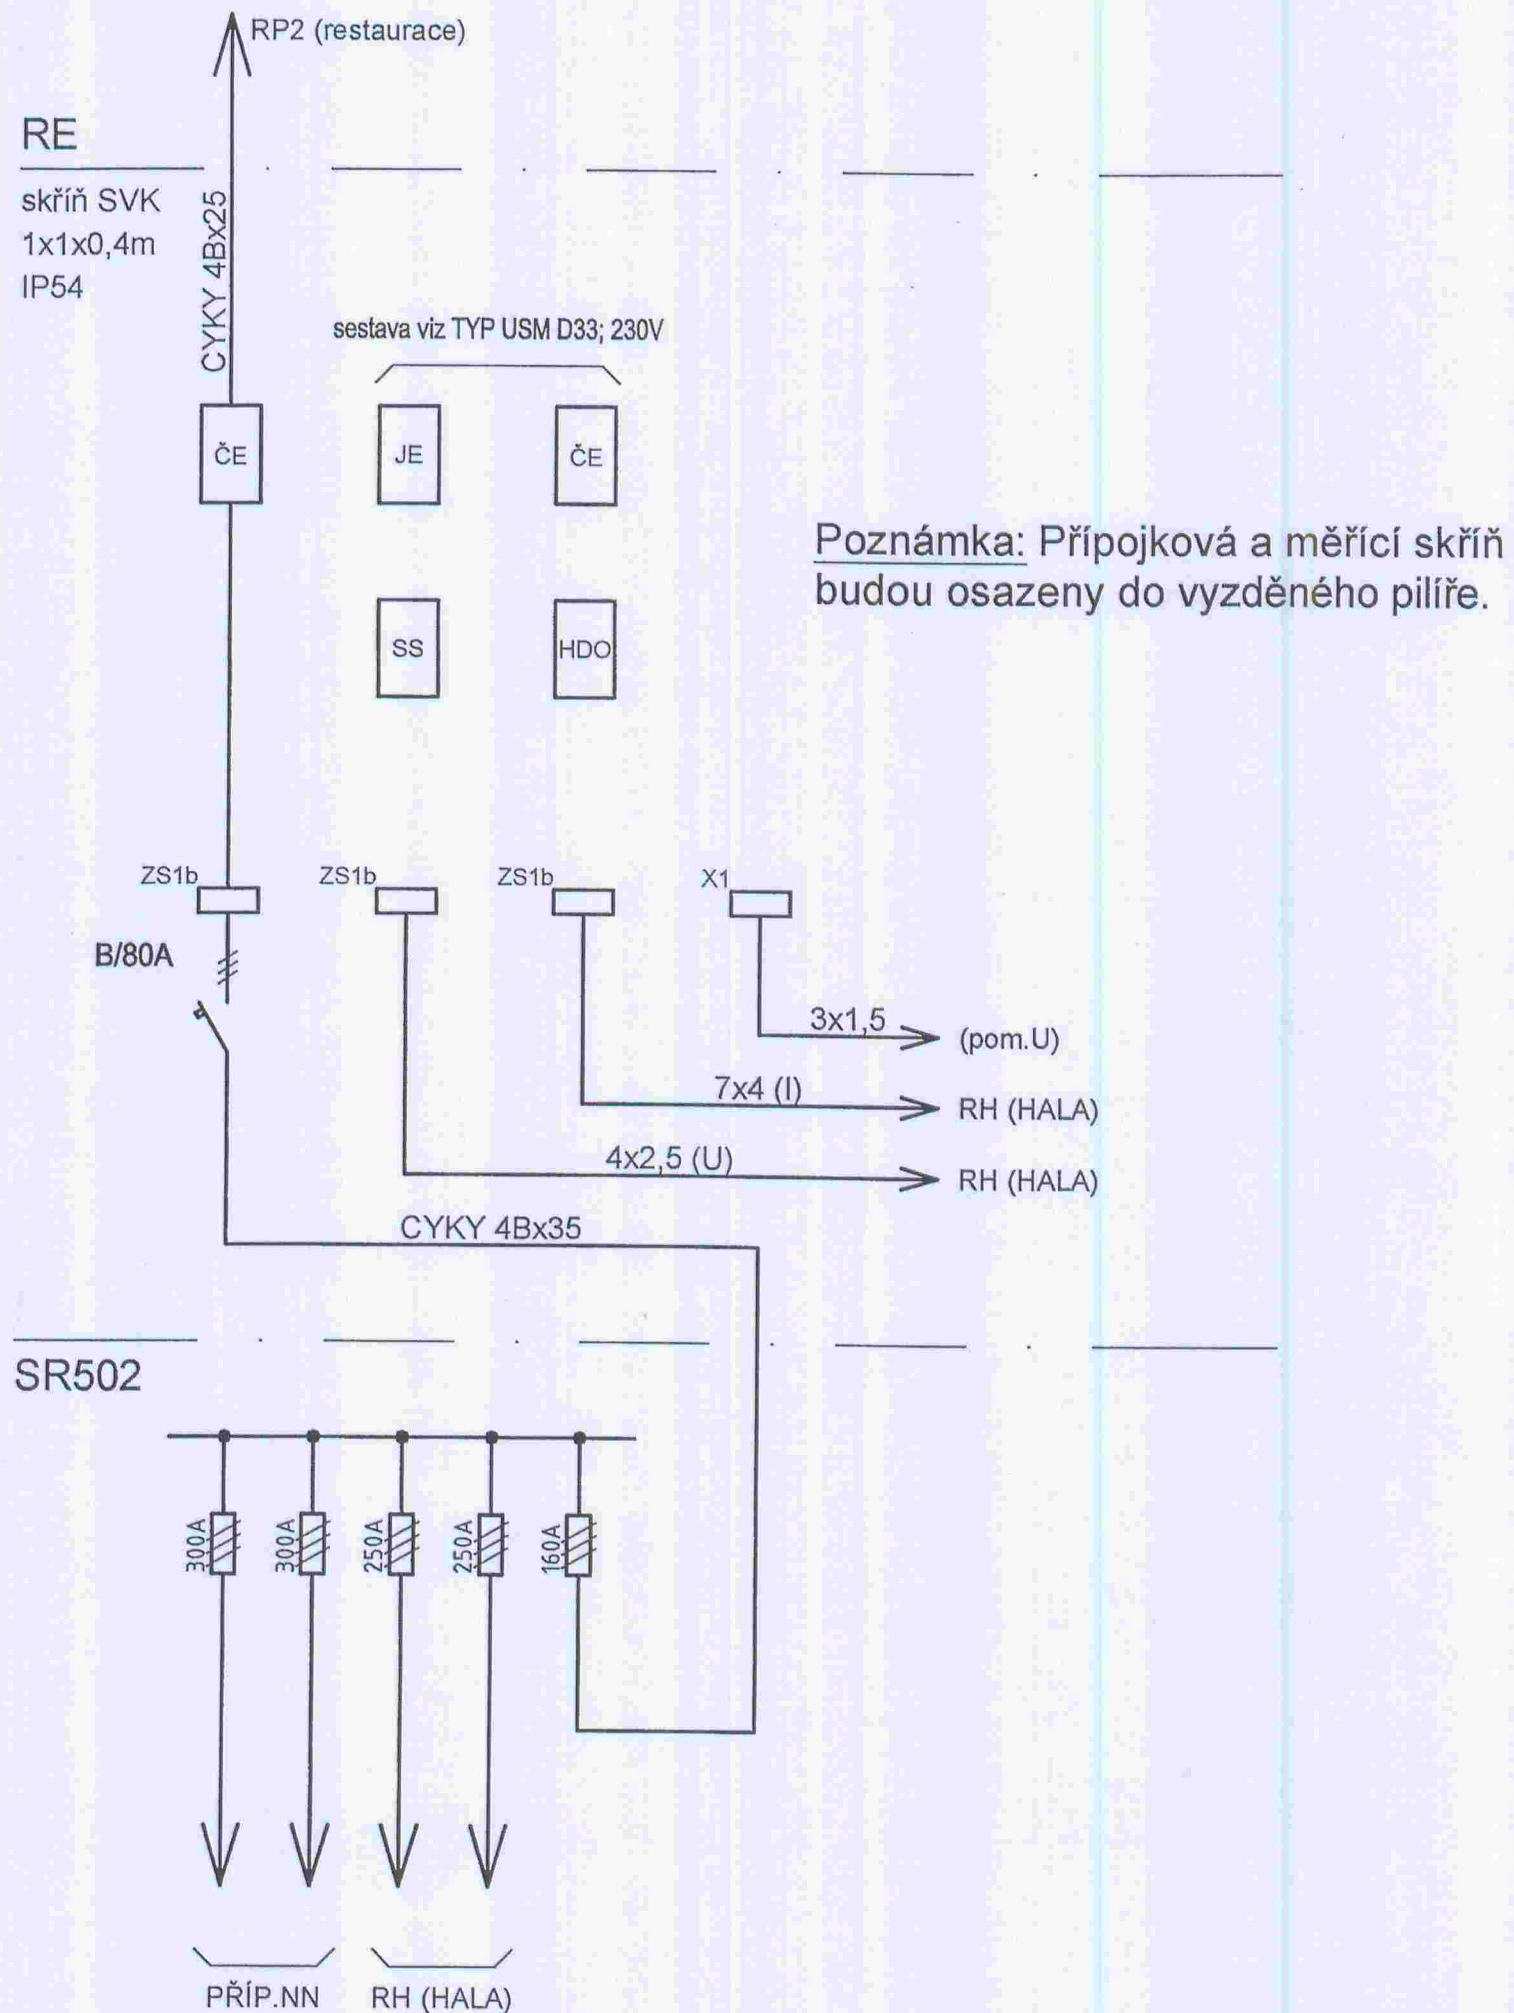 RP2 (restaurace)
RE
skříň SVK
1x1x0,4m
IP54
CYKY 4Bx25
sestava viz TYP USM D33; 230V
ČE
JE
ČE
Poznámka: Přípojková a měřící skříň
budou osazeny do vyzděného pilíře.
SS
HDO
ZS1b
ZS1b
ZS1b
X1
B/80A
3x1,5
(pom.U)
7x4 (I)
RH (HALA)
4x2,5 (U)
RH (HALA)
CYKY 4Bx35
SR502
300A
300A
250A
250A
160A
PŘÍP.NN
RH (HALA)